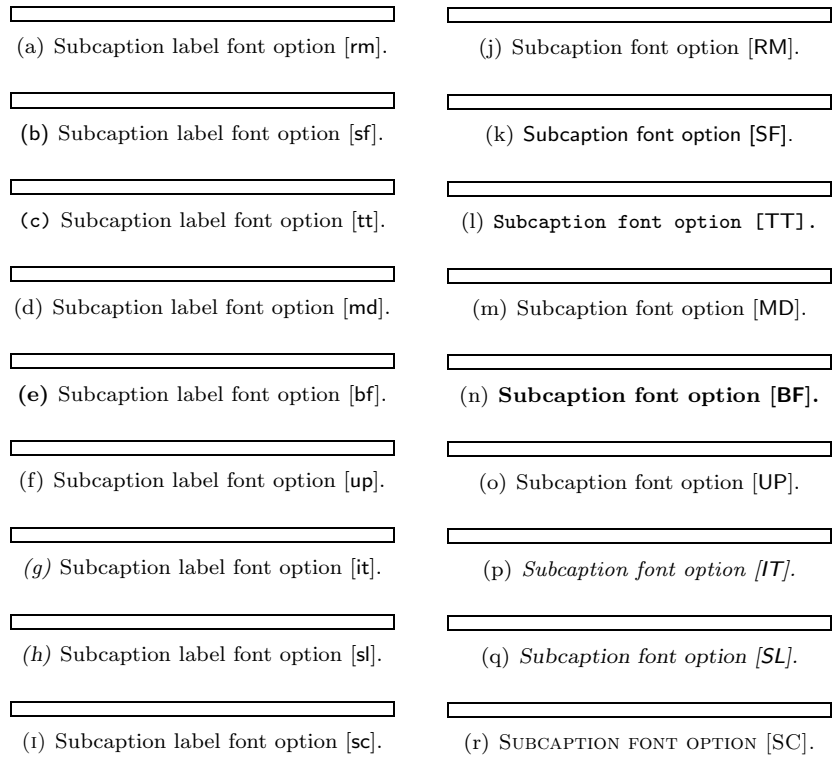 (a) Subcaption label font option [rm].
(b) Subcaption label font option [sf].
(c) Subcaption label font option [tt].
(d) Subcaption label font option [md].
(e) Subcaption label font option [bf].
(f) Subcaption label font option [up].
(g) Subcaption label font option [it].
(h) Subcaption label font option [sl].
(I) Subcaption label font option [sc].
(j) Subcaption font option [RM].
(k) Subcaption font option [SF].
(l) Subcaption font option [TT].
(m) Subcaption font option [MD].
(n) Subcaption font option [BF].
(o) Subcaption font option [UP].
(p) Subcaption font option [IT].
(q) Subcaption font option [SL].
(r) SUBCAPTION FONT OPTION [SC].